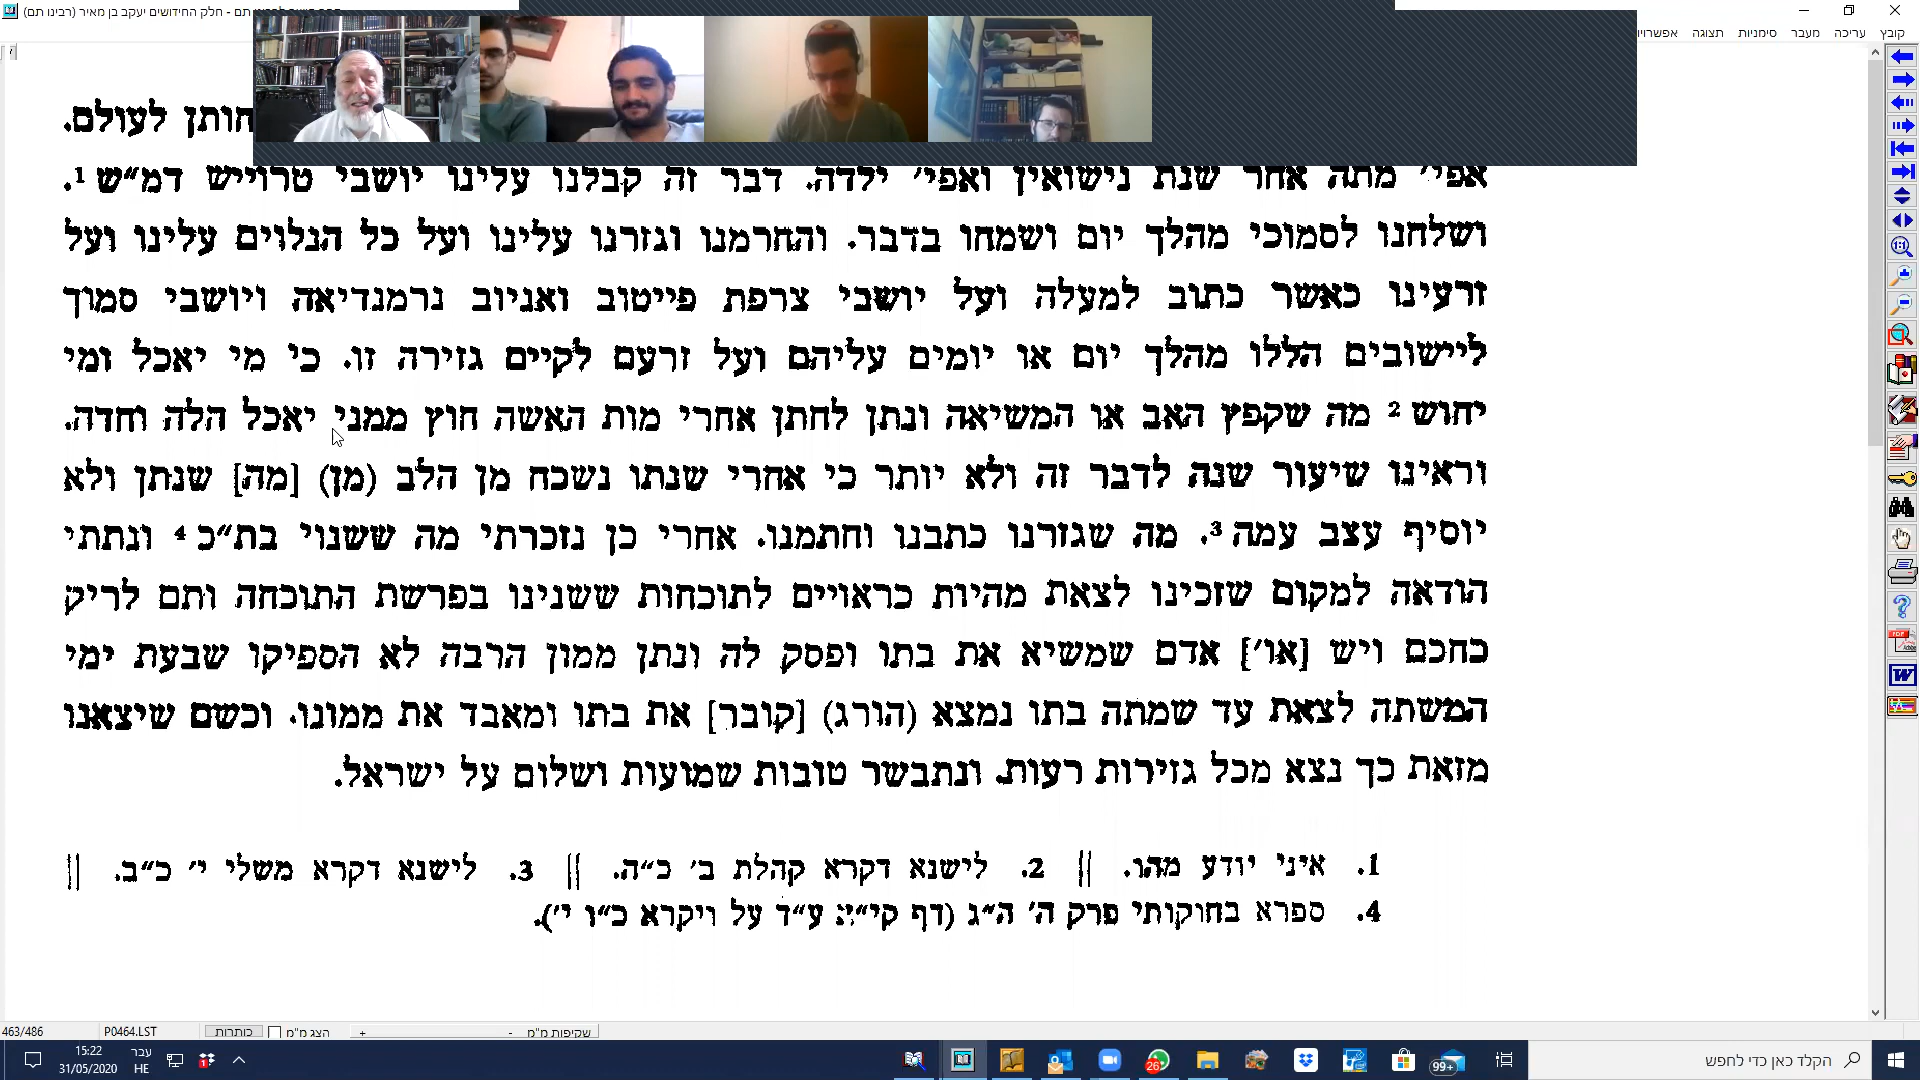 חלק החידושים יעקב בן מאיר (רבינו תם)
קובץ עריכה מעבר סימניות תצוגה
לעולם.
אפי׳ מתה אחר שנת נישואין ואפי׳ ילדה. דבר זה קבלנו עלינו יושבי טרוייש דמ״ש 1.
ושלחנו לסמוכי מהלך יום ושמחו בדבר. והחרמנו וגזרנו עלינו ועל כל הנלוים עלינו ועל
זרעינו כאשר כתוב למעלה ועל יושבי צרפת פייטוב ואניוב נרמנדיאה ויושבי סמוך
ליישובים הללו מהלך יום או יומים עליהם ועל זרעם לקיים גזירה זו. כי מי יאכל ומי
יחוש 2 מה שקפץ האב או המשיאה ונתן לחתן אחרי מות האשה חוץ ממני יאכל הלה וחדה.
וראינו שיעור שנה לדבר זה ולא יותר כי אחרי שנתו נשכח מן הלב (מן) [מה] שנתן ולא
יוסיף עצב עמה 3. מה שגזרנו כתבנו וחתמנו. אחרי כן נזכרתי מה ששנוי בת״כ 4 ונתתי
הודאה למקום שזכינו לצאת מהיות כראויים לתוכחות ששנינו בפרשת התוכחה ותם לריק
כחכם ויש [או׳] אדם שמשיא את בתו ופסק לה ונתן ממון הרבה לא הספיקו שבעת ימי
המשתה לצאת עד שמתה בתו נמצא (הורג) [קובר] את בתו ומאבד את ממונו. וכשם שיצאנו
מזאת כך נצא מכל גזירות רעות. ונתבשר טובות שמועות ושלום על ישראל.
1. איני יודע מהו. || 2. לישנא דקרא קהלת ב׳ כ״ה. || 3. לישנא דקרא משלי י׳ כ״ב. ||
4. ספרא בחוקותי פרק ה׳ ה״ג (דף קי״א ע״ד על ויקרא כ״ו י׳).
463/486 P0464.LST כותרות הצג מ"מ + - שקיפות מ"מ
15:22
31/05/2020
עבר
HE
1
26
99+
הקלד כאן כדי לחפש